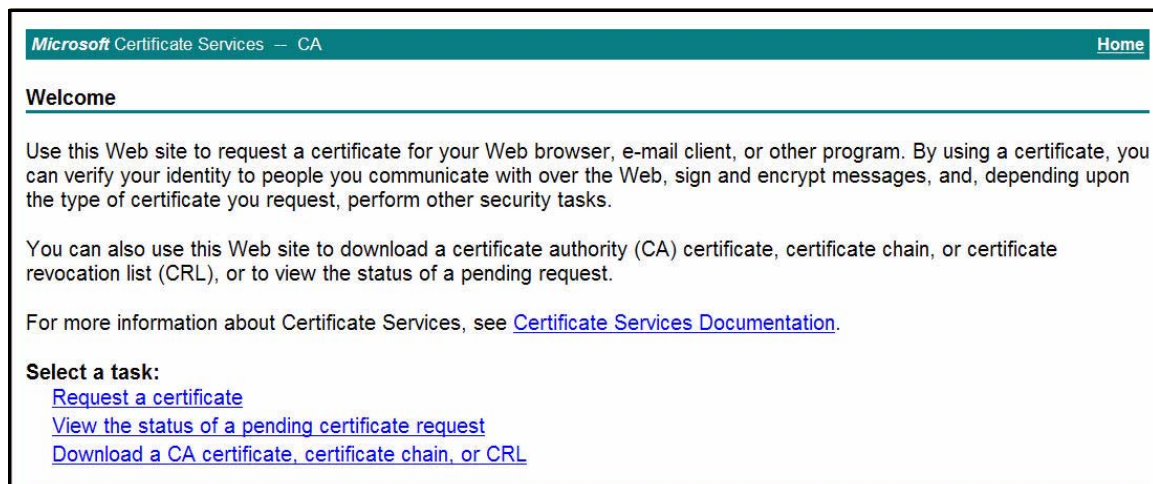 Microsoft Certificate Services -- CA Home
Welcome
Use this Web site to request a certificate for your Web browser, e-mail client, or other program. By using a certificate, you
can verify your identity to people you communicate with over the Web, sign and encrypt messages, and, depending upon
the type of certificate you request, perform other security tasks.
You can also use this Web site to download a certificate authority (CA) certificate, certificate chain, or certificate
revocation list (CRL), or to view the status of a pending request.
For more information about Certificate Services, see Certificate Services Documentation.
Select a task:
Request a certificate
View the status of a pending certificate request
Download a CA certificate, certificate chain, or CRL